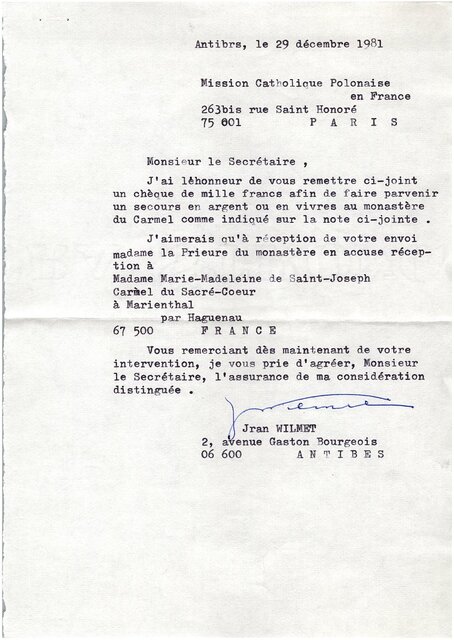 Antibrs, le 29 décembre 1981
Mission Catholique Polonaise
en France
263bis rue Saint Honoré
75 001 P A R I S
Monsieur le Secrétaire ,
J'ai léhonneur de vous remettre ci-joint
un chèque de mille francs afin de faire parvenir
un secours en argent ou en vivres au monastère
du Carmel comme indiqué sur la note ci-jointe .
J'aimerais qu'à réception de votre envoi
madame la Prieure du monastère en accuse récep-
tion à
Madame Marie-Madeleine de Saint-Joseph
Carmel du Sacré-Coeur
à Marienthal
par Haguenau
67 500 F R A N C E
Vous remerciant dès maintenant de votre
intervention, je vous prie d'agréer, Monsieur
le Secrétaire, l'assurance de ma considération
distinguée .
Jran WILMET
2, avenue Gaston Bourgeois
06 600 A N T I B E S